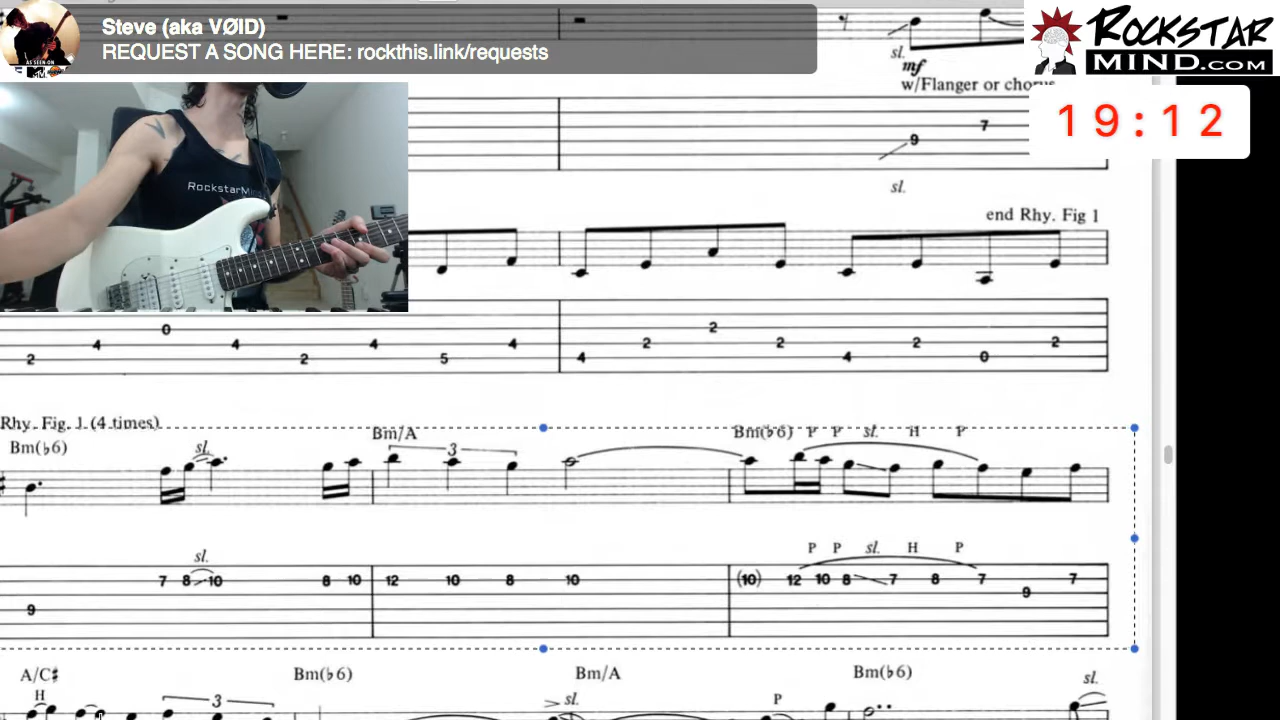 Steve (aka VØID)
REQUEST A SONG HERE: rockthis.link/requests
AS SEEN ON
ROCKSTAR
MIND.COM
sl.
mf
w/Flanger or chorus
19:12
7
9
sl.
RockstarMind
end Rhy. Fig 1
2 4 0 4 2 4 5 4 4 2 2 2 4 2 0 2
Rhy. Fig. 1 (4 times)
Bm(♭6) sl. Bm/A 3 Bm(♭6) P P sl. H P
sl. P P sl. H P
7 8 10 8 10 12 10 8 10 (10) 12 10 8 7 8 7 7
9 9
A/C♯ Bm(♭6) Bm/A Bm(♭6) sl.
H 3 sl. P